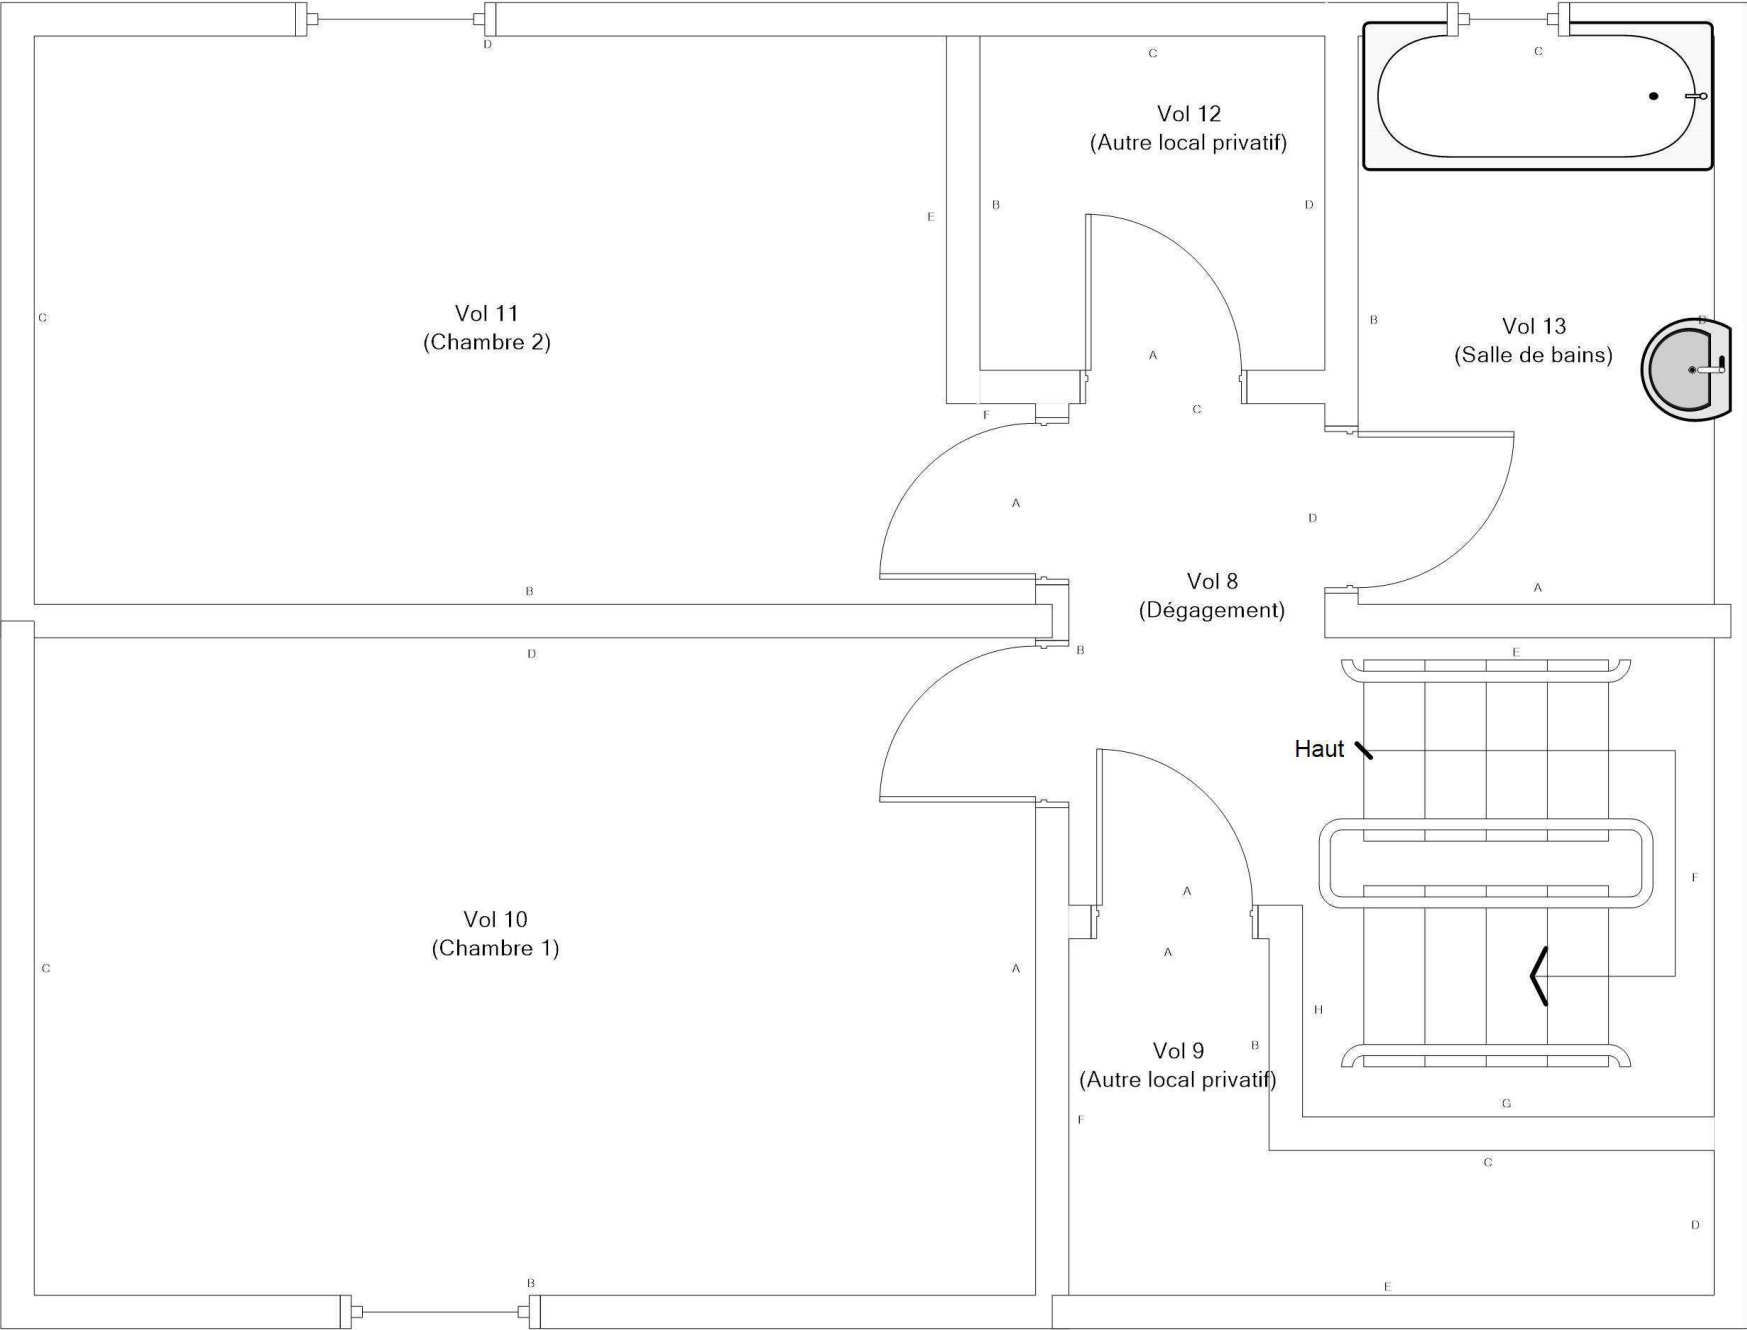 D
C
C
Vol 12
(Autre local privatif)
E
B
D
C
Vol 11
(Chambre 2)
B
Vol 13
(Salle de bains)
D
A
C
F
A
D
B
Vol 8
(Dégagement)
A
D
B
E
Haut
F
A
Vol 10
(Chambre 1)
A
C
A
H
Vol 9
(Autre local privatif)
B
F
G
C
D
B
E